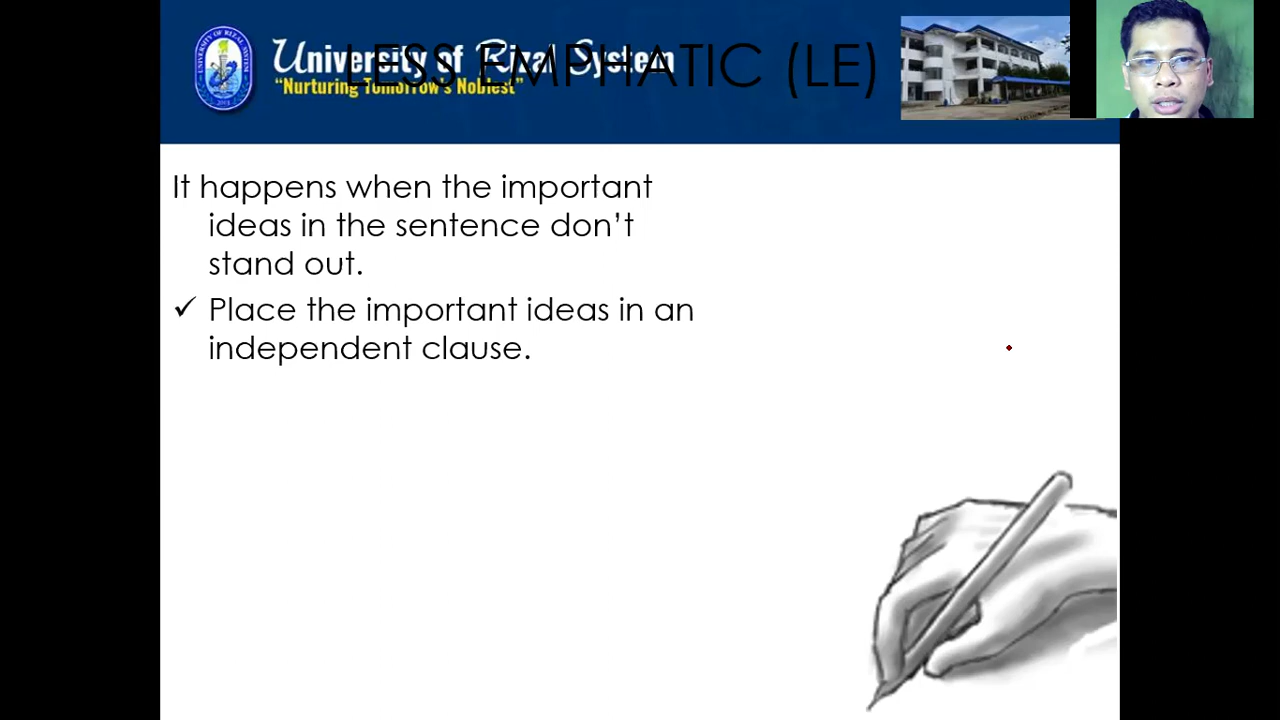 University of Rizal System
"Nurturing Tomorrow's Noblest"
LESS EMPHATIC (LE)
It happens when the important
ideas in the sentence don't
stand out.
✓ Place the important ideas in an
independent clause.